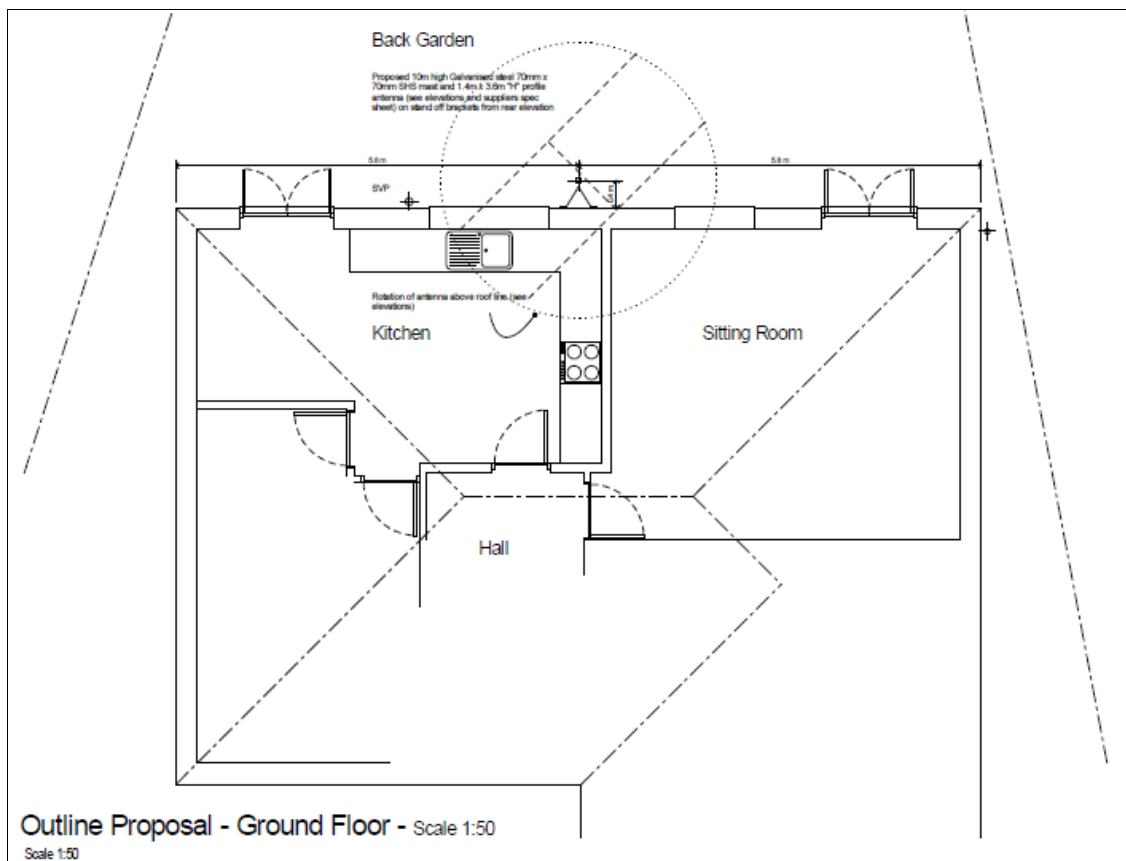 Back Garden
Proposed 10m high Galvanised steel 70mm x
70mm SHS mast and 1.4m x 3.6m "H" profile
antenna (see elevations and suppliers spec
sheet) on stand off brackets from rear elevation
5.8 m
5.8 m
SVP
0.4 m
Rotation of antenna above roof line (see
elevations)
Kitchen
Sitting Room
Hall
Outline Proposal - Ground Floor - Scale 1:50
Scale 1:50